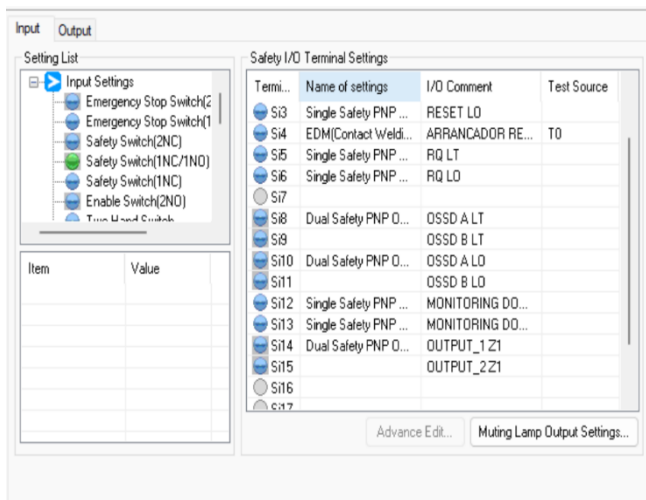 Input Output
Setting List
Input Settings
Emergency Stop Switch(2
Emergency Stop Switch(1
Safety Switch(2NC)
Safety Switch(1NC/1NO)
Safety Switch(1NC)
Enable Switch(2NO)
Two Hand Switch
Item Value
Safety I/O Terminal Settings
Termi... Name of settings I/O Comment Test Source
Si3 Single Safety PNP ... RESET LO
Si4 EDM(Contact Weldi... ARRANCADOR RE... T0
Si5 Single Safety PNP ... RQ LT
Si6 Single Safety PNP ... RQ LO
Si7
Si8 Dual Safety PNP O... OSSD A LT
Si9 OSSD B LT
Si10 Dual Safety PNP O... OSSD A LO
Si11 OSSD B LO
Si12 Single Safety PNP ... MONITORING DO...
Si13 Single Safety PNP ... MONITORING DO...
Si14 Dual Safety PNP O... OUTPUT_1 Z1
Si15 OUTPUT_2 Z1
Si16
Si17
Advance Edit... Muting Lamp Output Settings...